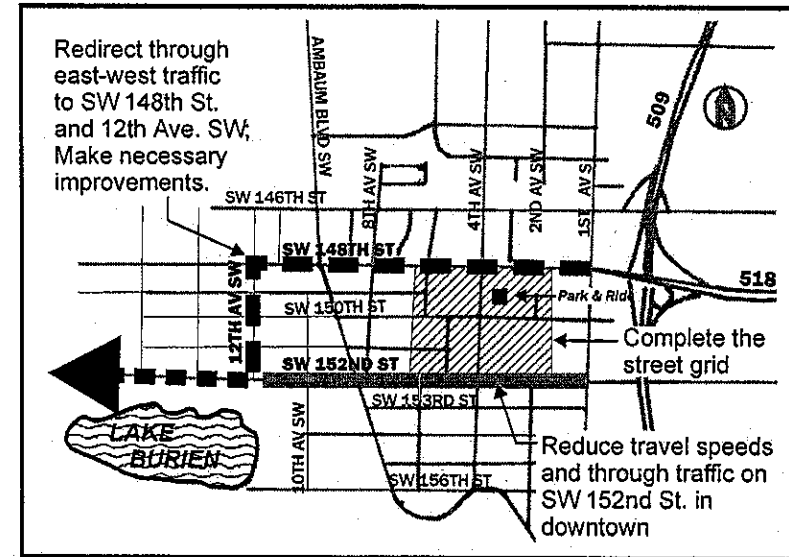 Redirect through
east-west traffic
to SW 148th St.
and 12th Ave. SW;
Make necessary
improvements.
AMBAUM BLVD SW
8TH AV SW
4TH AV SW
2ND AV SW
1ST AV S
509
N
SW 146TH ST
SW 148TH ST
518
Park & Ride
12TH AV SW
SW 150TH ST
Complete the
street grid
SW 152ND ST
SW 153RD ST
LAKE
BURIEN
10TH AV SW
SW 156TH ST
Reduce travel speeds
and through traffic on
SW 152nd St. in
downtown